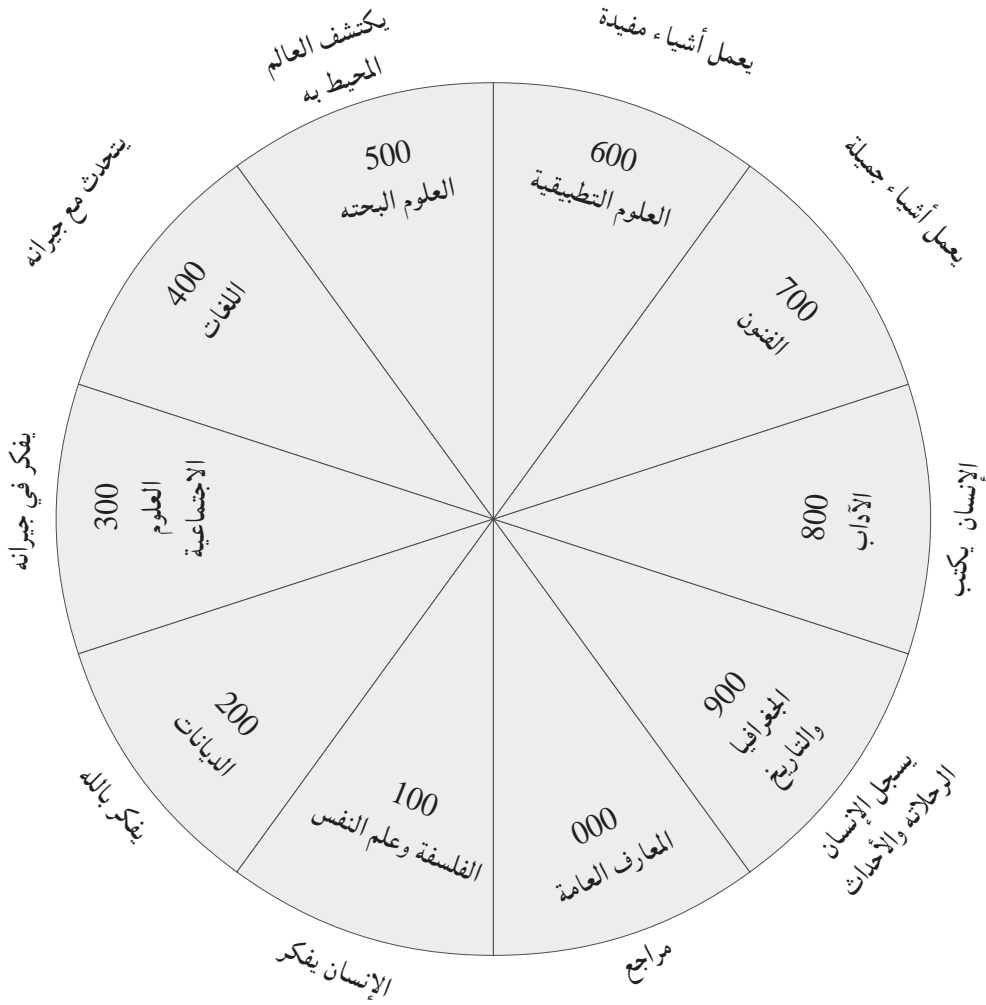 يكتشف العالم
المحيط به
يعمل أشياء مفيدة
يعمل أشياء جميلة
يتحدث مع جيرانه
500
العلوم البحته
600
العلوم التطبيقية
400
اللغات
700
الفنون
يفكر في جيرانه
300
العلوم
الاجتماعية
800
الآداب
الإنسان يكتب
200
الديانات
يفكر بالله
900
الجغرافيا
والتاريخ
يسجل الإنسان
الرحلاته والأحداث
100
الفلسفة وعلم النفس
الإنسان يفكر
000
المعارف العامة
مراجع